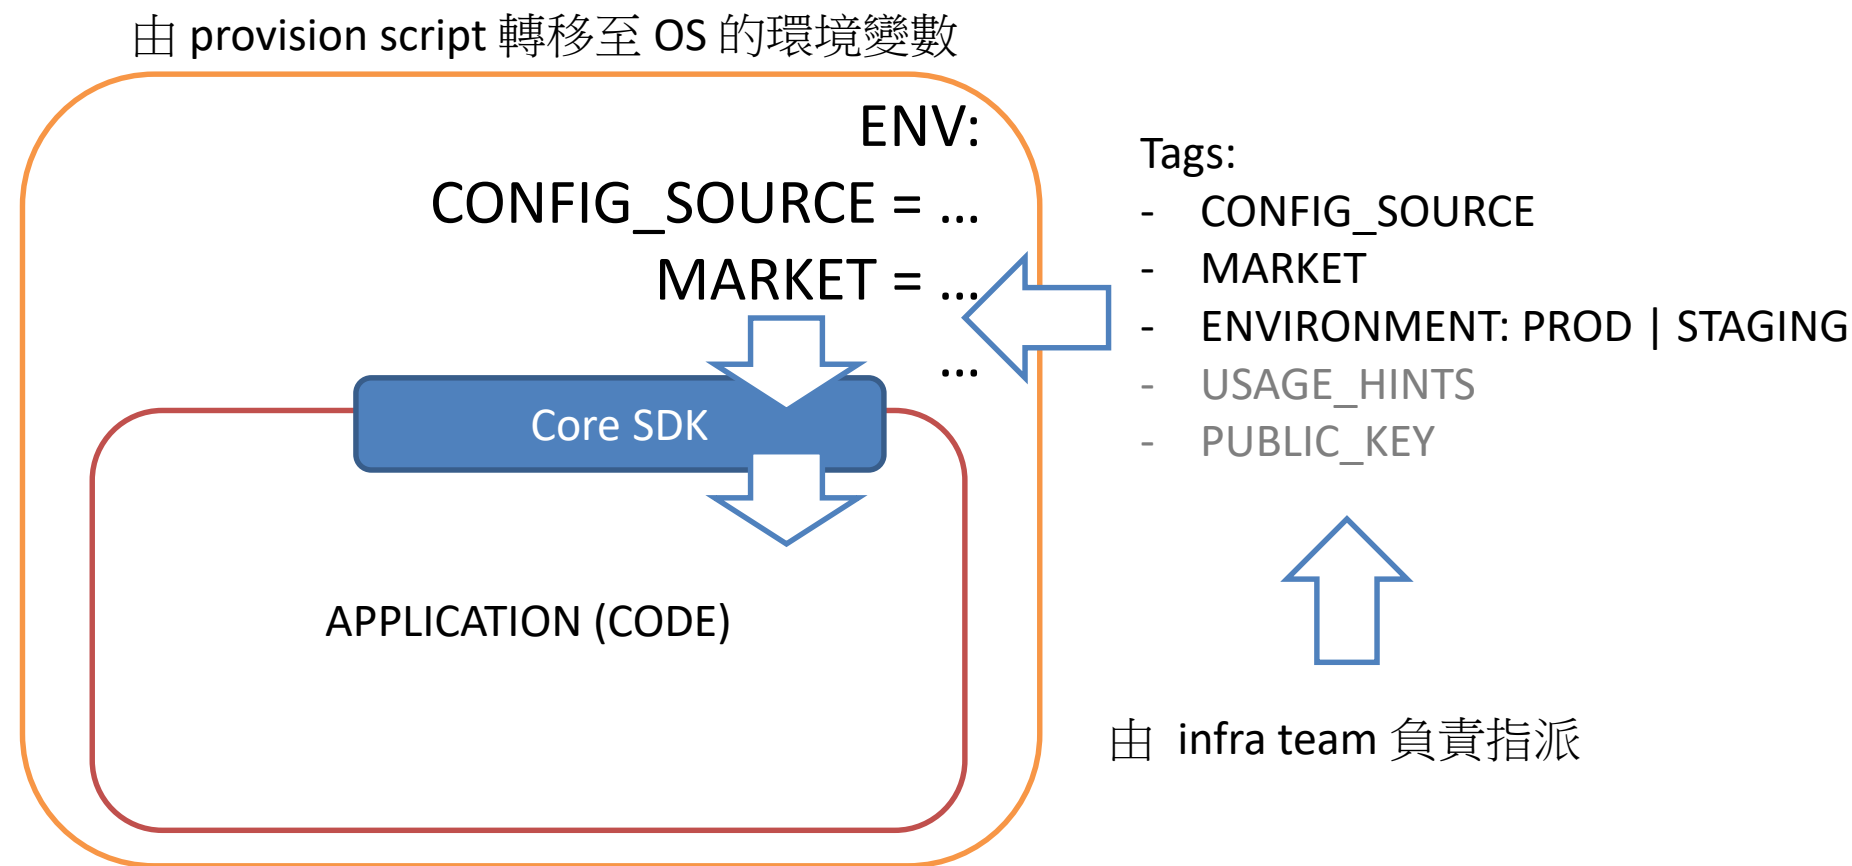 由 provision script 轉移至 OS 的環境變數
ENV:
CONFIG_SOURCE = ...
MARKET = ...
...
Core SDK
APPLICATION (CODE)
Tags:
- CONFIG_SOURCE
- MARKET
- ENVIRONMENT: PROD | STAGING
- USAGE_HINTS
- PUBLIC_KEY
由 infra team 負責指派